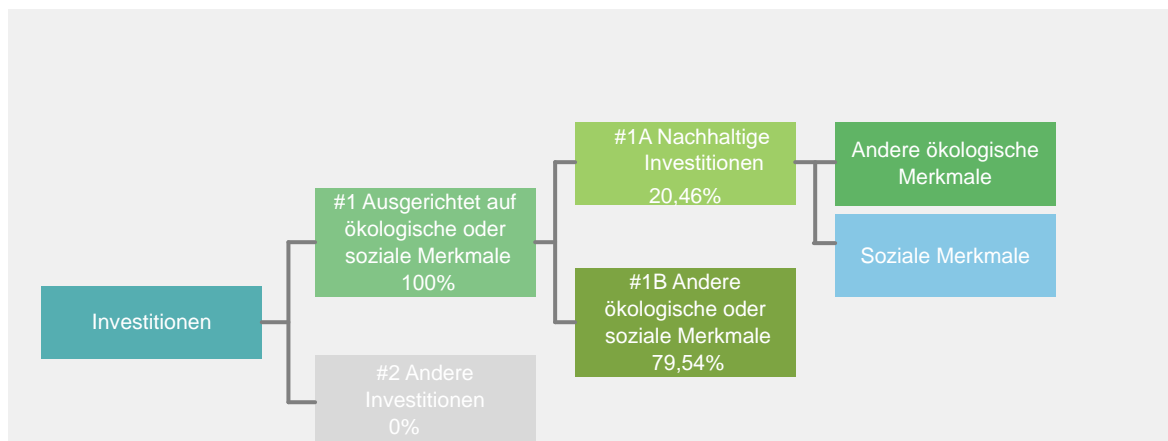 Investitionen
#1 Ausgerichtet auf
ökologische oder
soziale Merkmale
100%
#2 Andere
Investitionen
0%
#1A Nachhaltige
Investitionen
20,46%
#1B Andere
ökologische oder
soziale Merkmale
79,54%
Andere ökologische
Merkmale
Soziale Merkmale